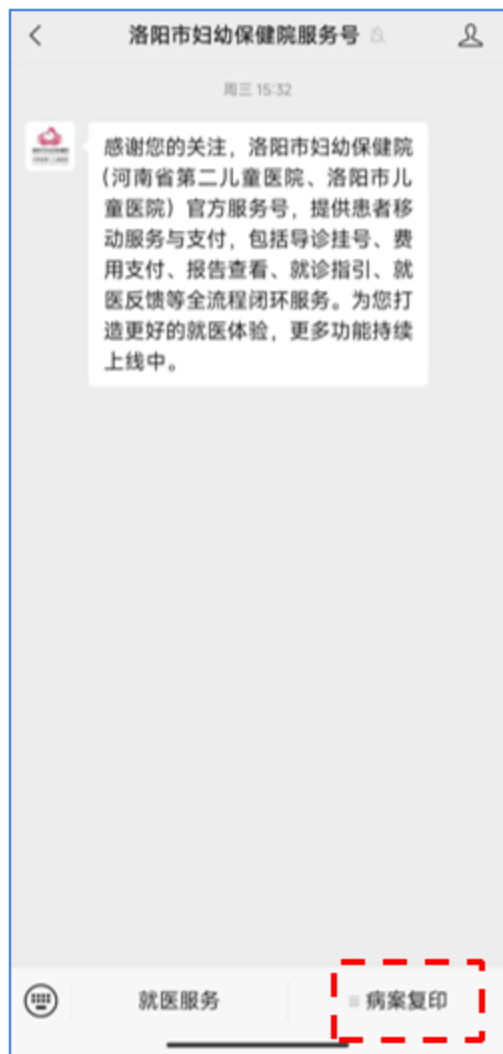 洛阳市妇幼保健院服务号
周三 15:32
感谢您的关注，洛阳市妇幼保健院
(河南省第二儿童医院、洛阳市儿
童医院）官方服务号，提供患者移
动服务与支付，包括导诊挂号、费
用支付、报告查看、就诊指引、就
医反馈等全流程闭环服务。为您打
造更好的就医体验，更多功能持续
上线中。
就医服务
病案复印